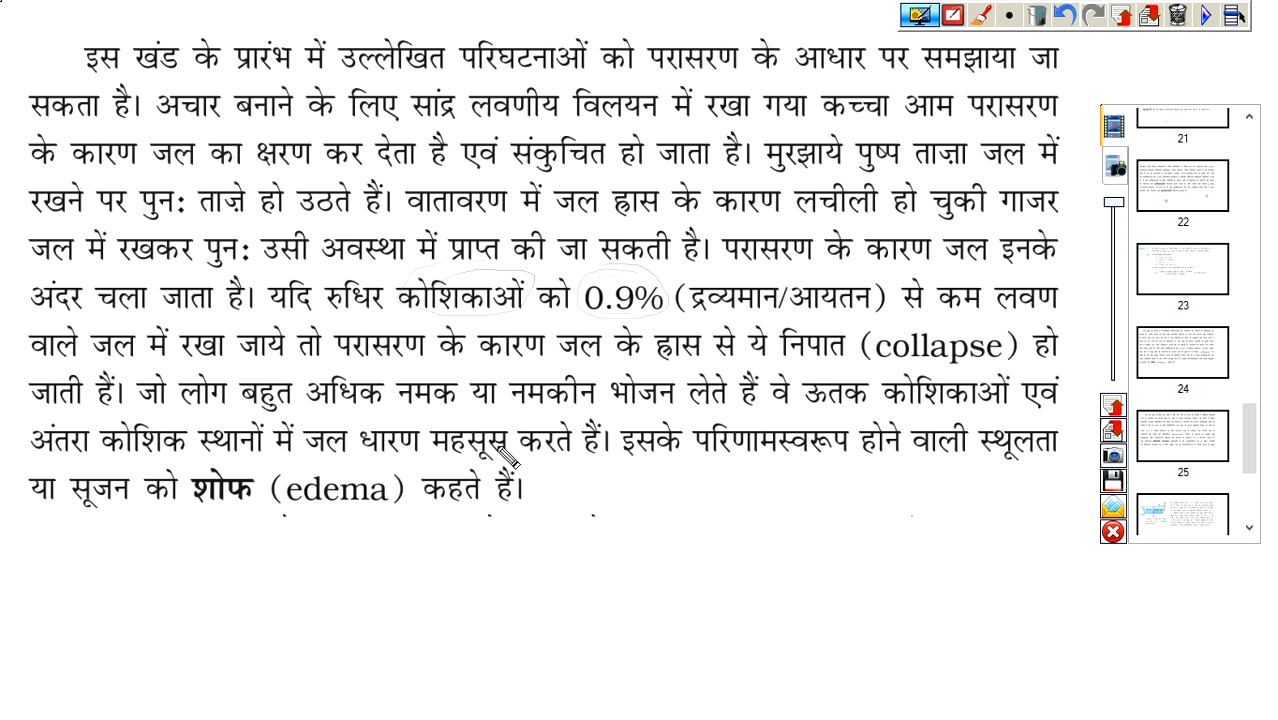 इस खंड के प्रारंभ में उल्लेखित परिघटनाओं को परासरण के आधार पर समझाया जा
सकता है। अचार बनाने के लिए सांद्र लवणीय विलयन में रखा गया कच्चा आम परासरण
के कारण जल का क्षरण कर देता है एवं संकुचित हो जाता है। मुरझाये पुष्प ताज़ा जल में
रखने पर पुन: ताज़े हो उठते हैं। वातावरण में जल ह्रास के कारण लचीली हो चुकी गाजर
जल में रखकर पुन: उसी अवस्था में प्राप्त की जा सकती है। परासरण के कारण जल इनके
अंदर चला जाता है। यदि रुधिर कोशिकाओं को 0.9% (द्रव्यमान/आयतन) से कम लवण
वाले जल में रखा जाये तो परासरण के कारण जल के ह्रास से ये निपात (collapse) हो
जाती हैं। जो लोग बहुत अधिक नमक या नमकीन भोजन लेते हैं वे ऊतक कोशिकाओं एवं
अंतरा कोशिक स्थानों में जल धारण महसूस करते हैं। इसके परिणामस्वरूप होने वाली स्थूलता
या सूजन को शोफ (edema) कहते हैं।
21
22
23
24
25